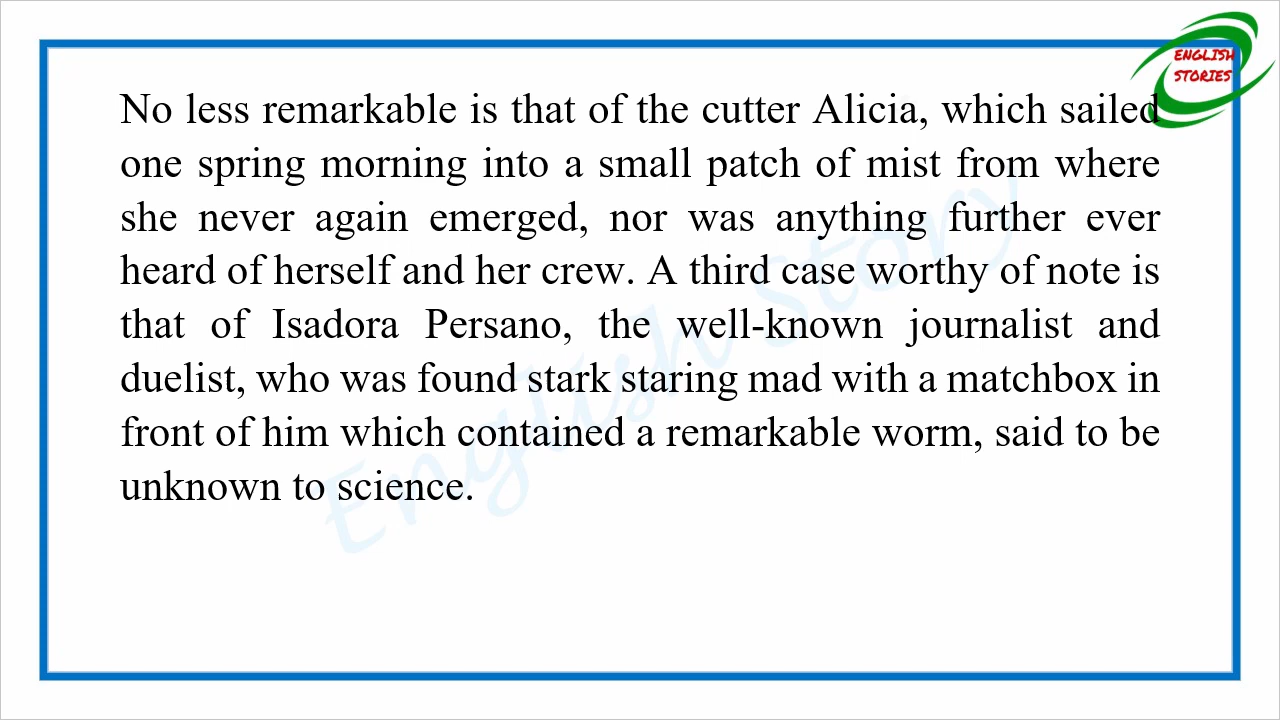 ENGLISH
STORIES
No less remarkable is that of the cutter Alicia, which sailed
one spring morning into a small patch of mist from where
she never again emerged, nor was anything further ever
heard of herself and her crew. A third case worthy of note is
that of Isadora Persano, the well-known journalist and
duelist, who was found stark staring mad with a matchbox in
front of him which contained a remarkable worm, said to be
unknown to science.
English Story